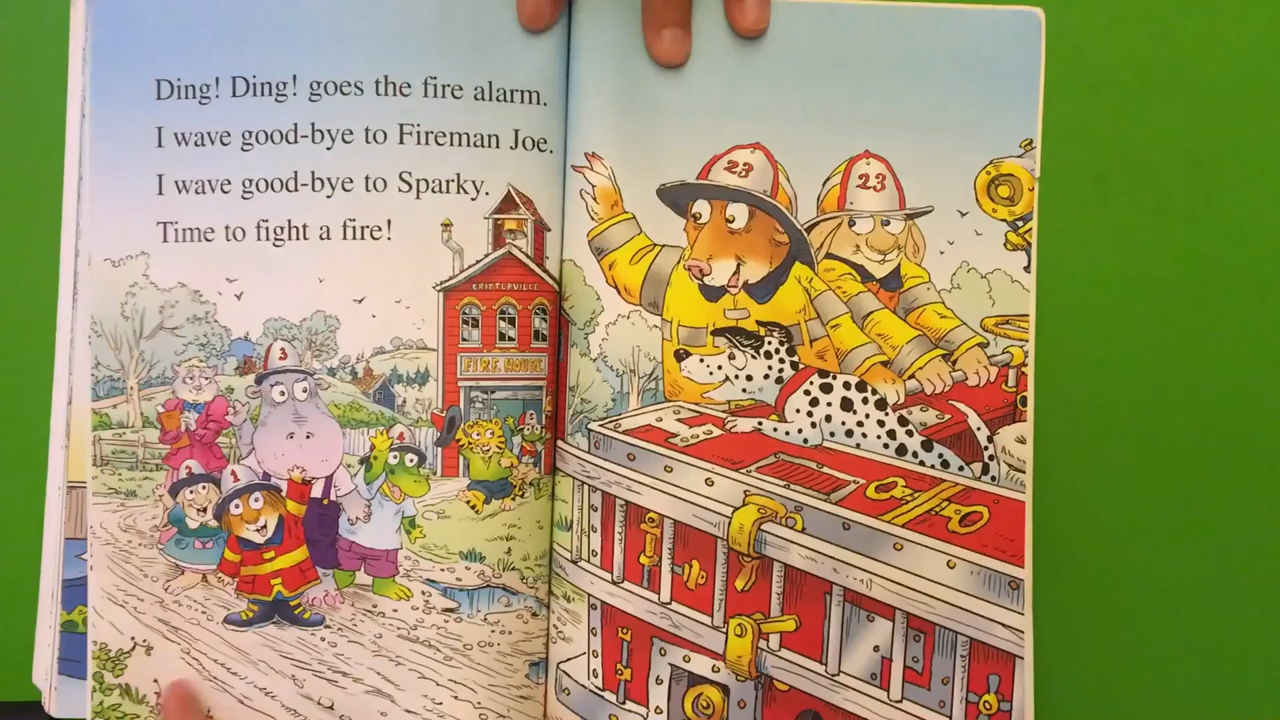 Ding! Ding! goes the fire alarm.
I wave good-bye to Fireman Joe.
I wave good-bye to Sparky.
Time to fight a fire!
CRITTERVILLE
FIRE HOUSE
23
23
3
2
1
4